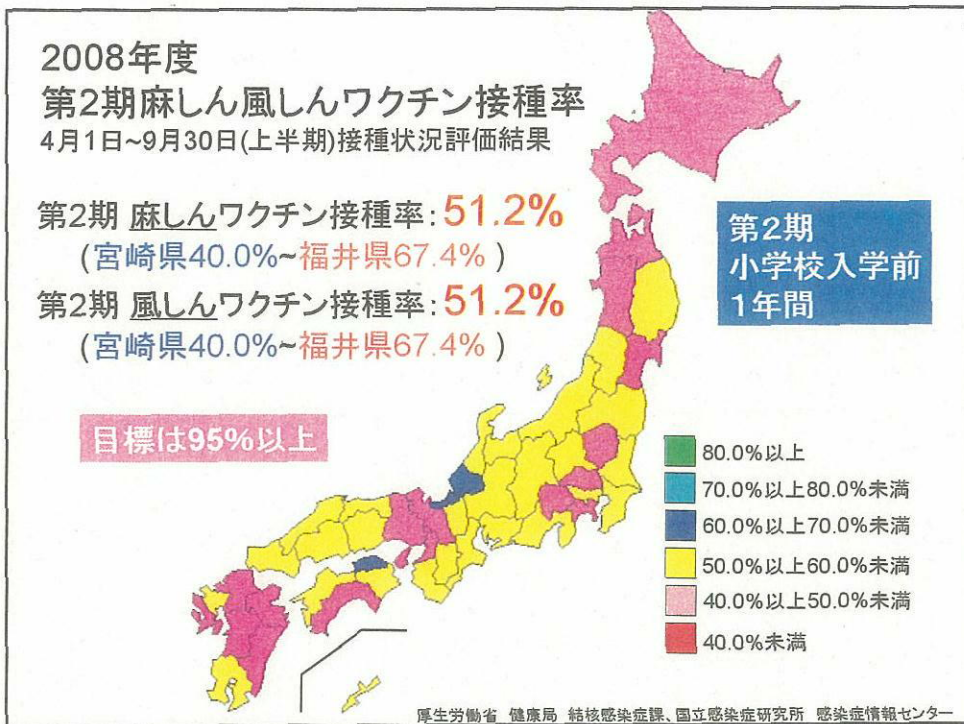 2008年度
第2期麻しん風しんワクチン接種率
4月1日~9月30日(上半期)接種状況評価結果
第2期 麻しんワクチン接種率:51.2%
(宮崎県40.0%~福井県67.4% )
第2期 風しんワクチン接種率:51.2%
(宮崎県40.0%~福井県67.4% )
目標は95%以上
第2期
小学校入学前
1年間
80.0%以上
70.0%以上80.0%未満
60.0%以上70.0%未満
50.0%以上60.0%未満
40.0%以上50.0%未満
40.0%未満
厚生労働省 健康局 結核感染症課、国立感染症研究所 感染症情報センター